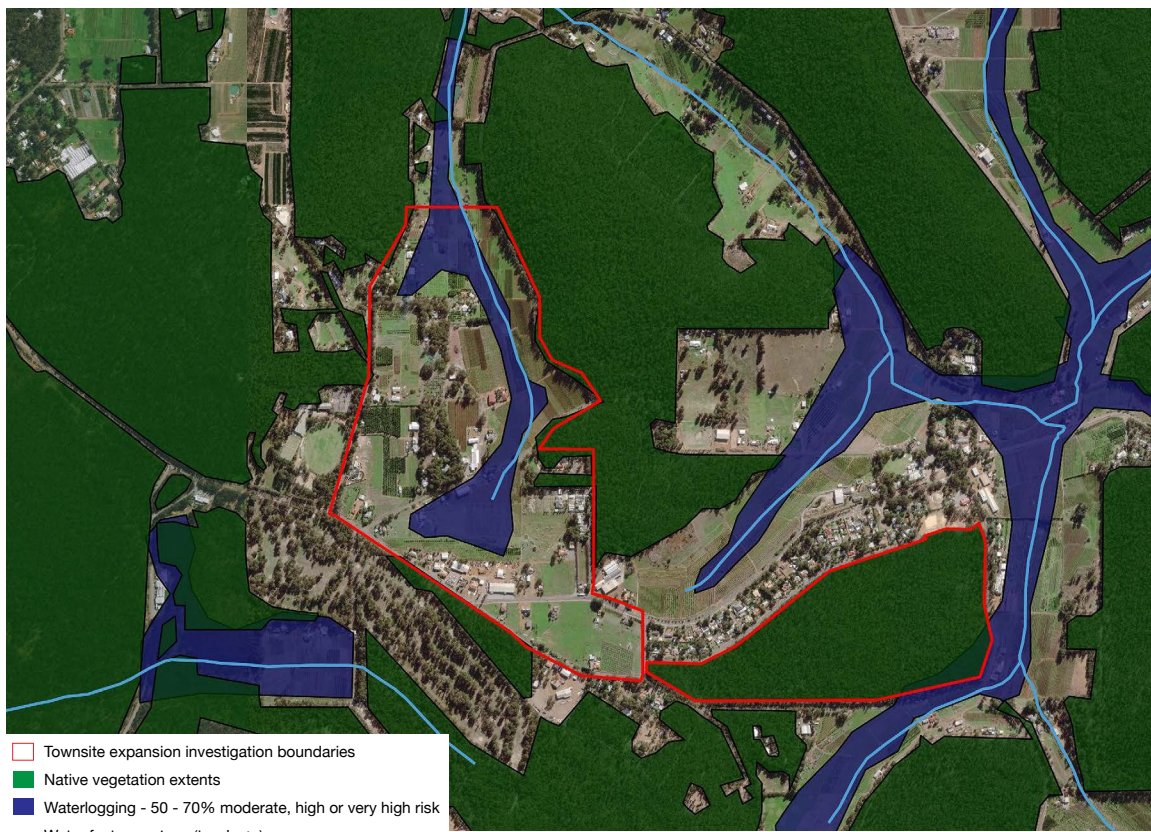 Townsite expansion investigation boundaries
Native vegetation extents
Waterlogging - 50 - 70% moderate, high or very high risk